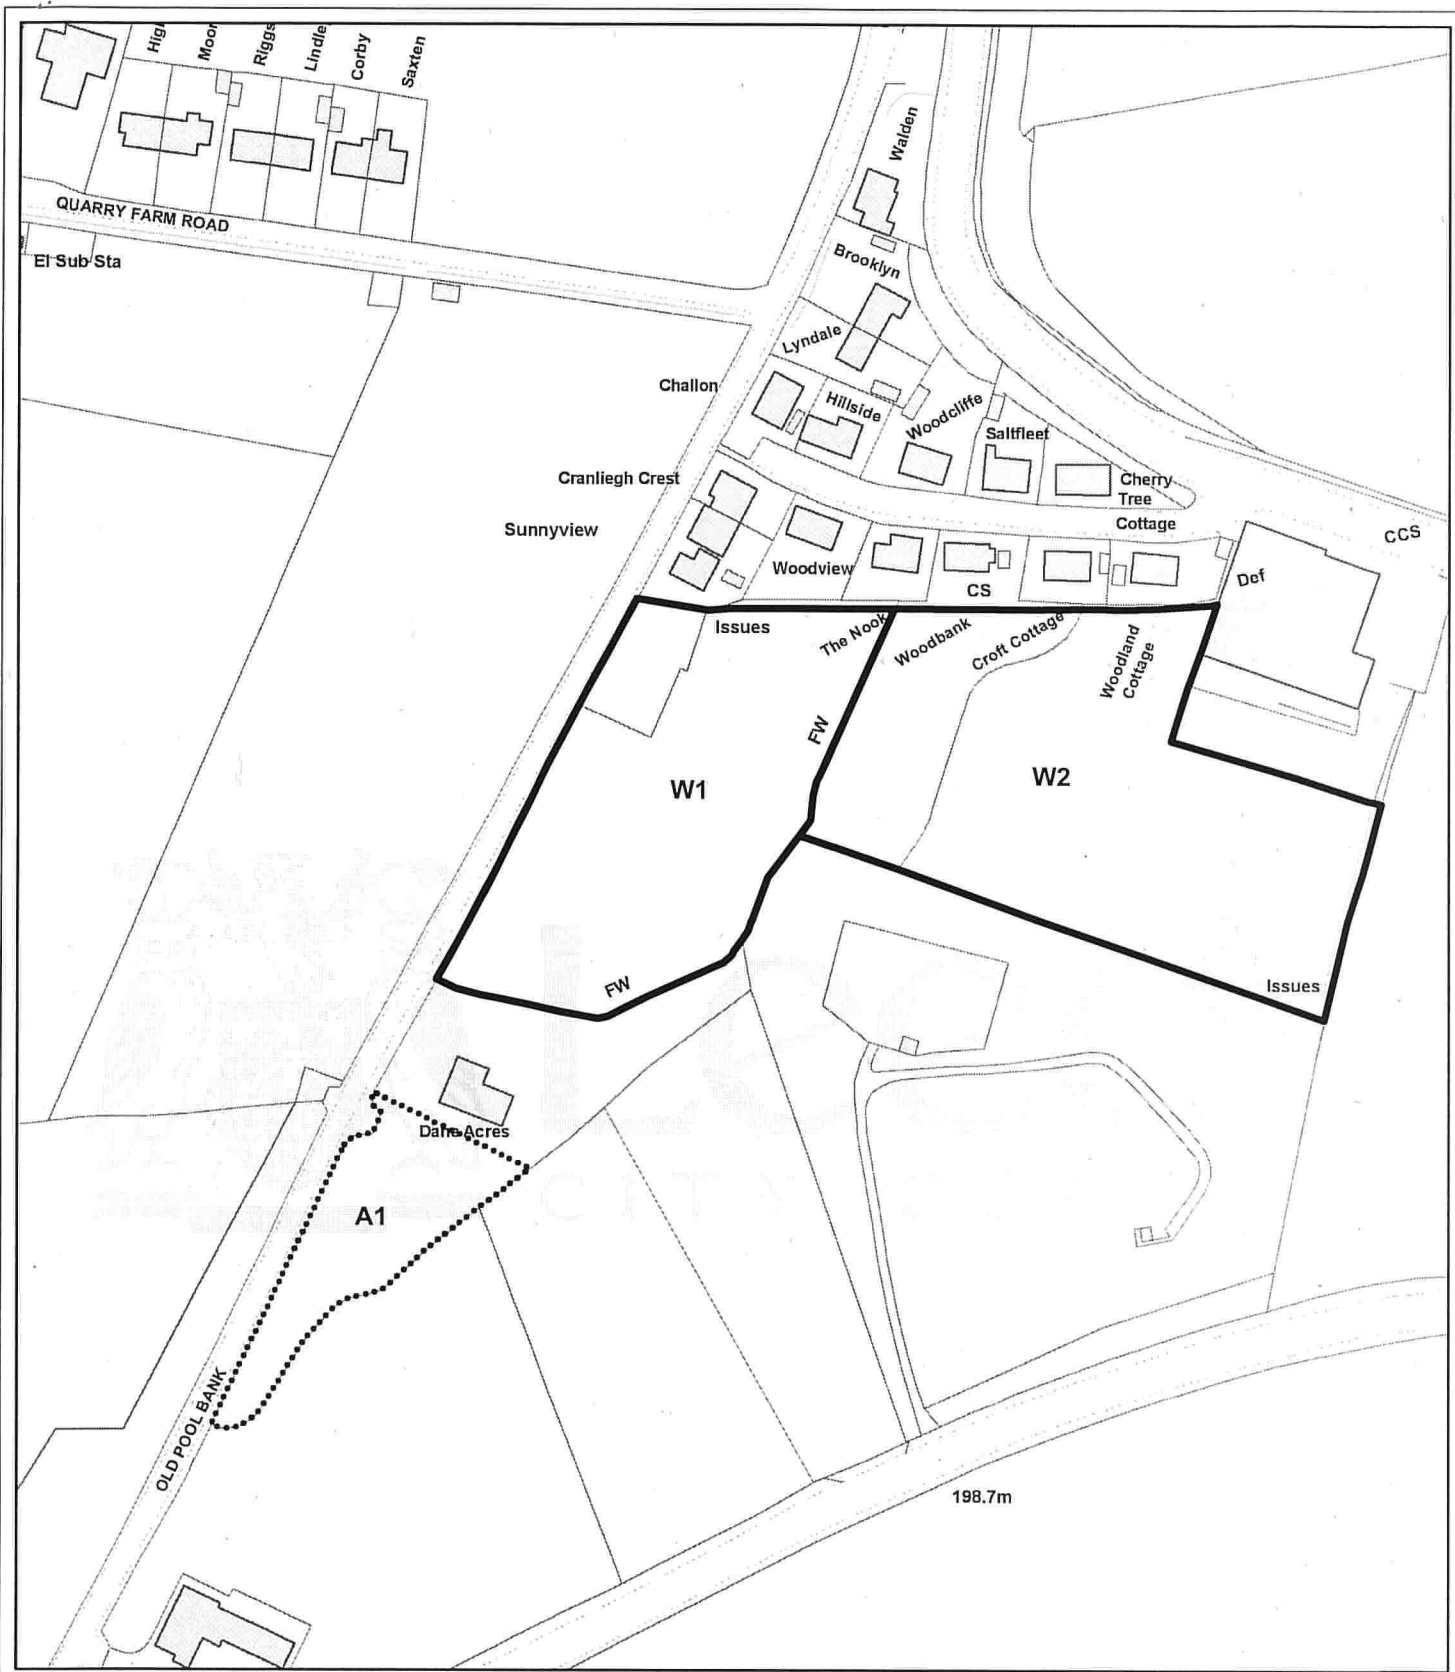 Moor
Riggs
Lindle
Corby
Saxten
Walden
QUARRY FARM ROAD
El Sub Sta
Brooklyn
Lyndale
Challon
Hillside
Woodcliffe
Saltfleet
Cranliegh Crest
Cherry
Tree
Cottage
Sunnyview
CCS
Woodview
CS
Def
Issues
The Nook
Woodbank
Croft Cottage
Woodland
Cottage
FW
W1
W2
FW
Issues
Dane Acres
A1
CITY
OLD POOL BANK
198.7m